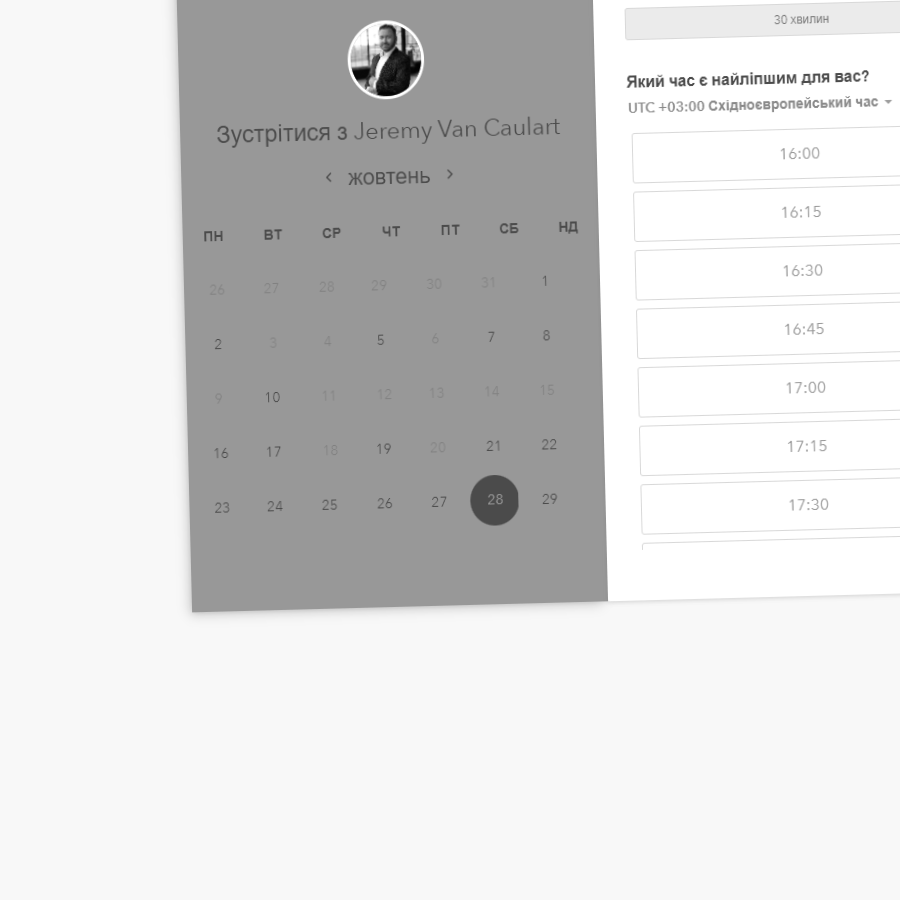 Зустрітися з Jeremy Van Caulart
‹ жовтень ›
ПН ВТ СР ЧТ ПТ СБ НД
26 27 28 29 30 31 1
2 3 4 5 6 7 8
9 10 11 12 13 14 15
16 17 18 19 20 21 22
23 24 25 26 27 28 29
30 хвилин
Який час є найліпшим для вас?
UTC +03:00 Східноєвропейський час
16:00
16:15
16:30
16:45
17:00
17:15
17:30